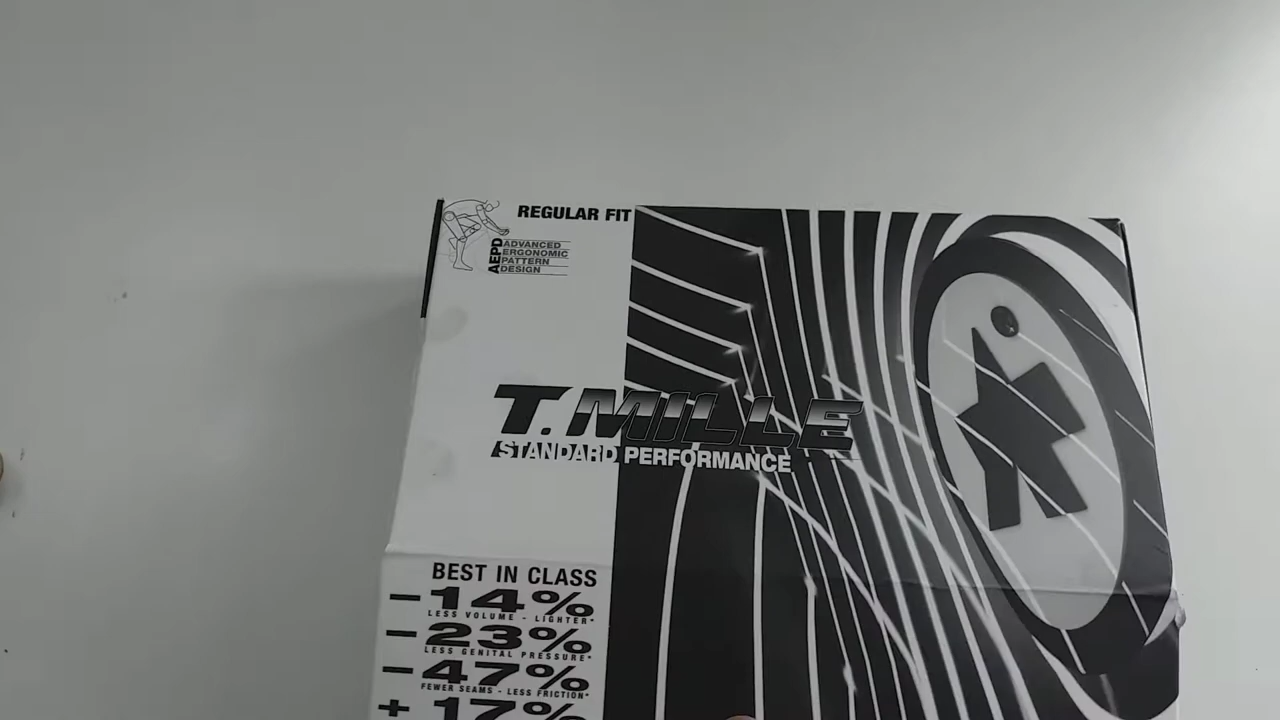 REGULAR FIT
AEPD
ADVANCED
ERGONOMIC
PATTERN
DESIGN
T.MILLE
STANDARD PERFORMANCE
BEST IN CLASS
-14%
LESS VOLUME - LIGHTER*
-23%
LESS GENITAL PRESSURE*
-47%
FEWER SEAMS - LESS FRICTION*
+17%